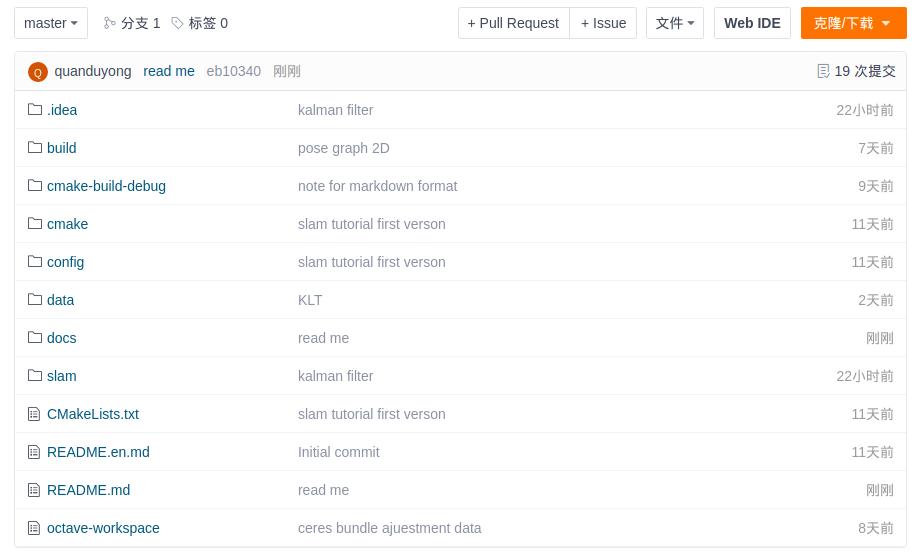 master 分支 1 标签 0 + Pull Request + Issue 文件 Web IDE 克隆/下载
Q quanduyong read me eb10340 刚刚 19 次提交
.idea kalman filter 22小时前
build pose graph 2D 7天前
cmake-build-debug note for markdown format 9天前
cmake slam tutorial first verson 11天前
config slam tutorial first verson 11天前
data KLT 2天前
docs read me 刚刚
slam kalman filter 22小时前
CMakeLists.txt slam tutorial first verson 11天前
README.en.md Initial commit 11天前
README.md read me 刚刚
octave-workspace ceres bundle ajuestment data 8天前